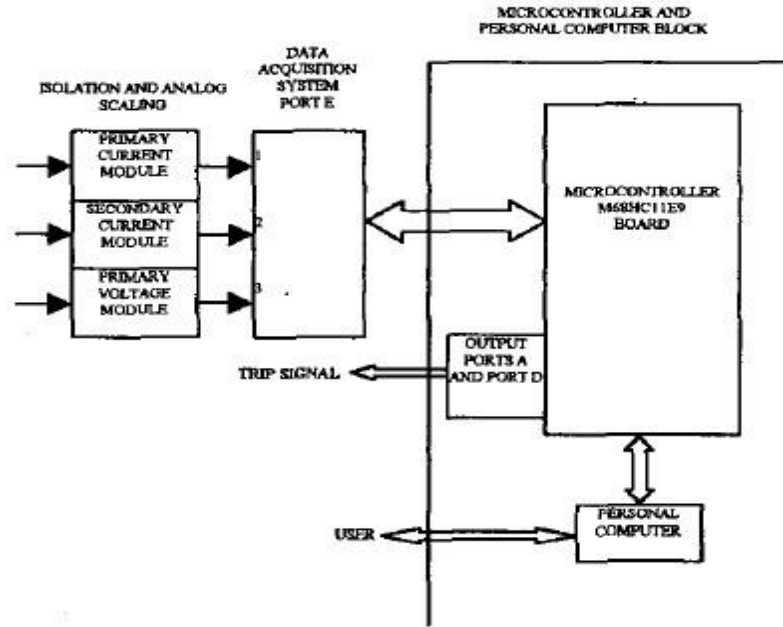 MICROCONTROLLER AND
PERSONAL COMPUTER BLOCK
DATA
ACQUISITION
SYSTEM
PORT E
ISOLATION AND ANALOG
SCALING
PRIMARY
CURRENT
MODULE
1
SECONDARY
CURRENT
MODULE
2
PRIMARY
VOLTAGE
MODULE
3
MICROCONTROLLER
M68HC11E9
BOARD
OUTPUT
PORTS A
AND PORT D
TRIP SIGNAL
PERSONAL
COMPUTER
USER